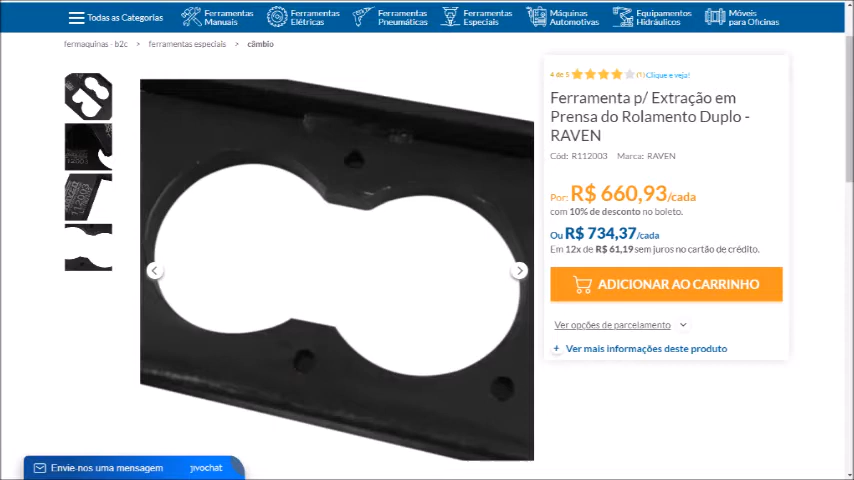 Todas as Categorias
Ferramentas
Manuais
Ferramentas
Elétricas
Ferramentas
Pneumáticas
Ferramentas
Especiais
Máquinas
Automotivas
Equipamentos
Hidráulicos
Móveis
para Oficinas
fermaquinas - b2c > ferramentas especiais > câmbio
4 de 5 (1) Clique e veja!
Ferramenta p/ Extração em
Prensa do Rolamento Duplo -
RAVEN
Cód: R112003 Marca: RAVEN
Por: R$ 660,93/cada
com 10% de desconto no boleto.
Ou R$ 734,37/cada
Em 12x de R$ 61,19 sem juros no cartão de crédito.
ADICIONAR AO CARRINHO
Ver opções de parcelamento
+ Ver mais informações deste produto
Envie-nos uma mensagem jivochat